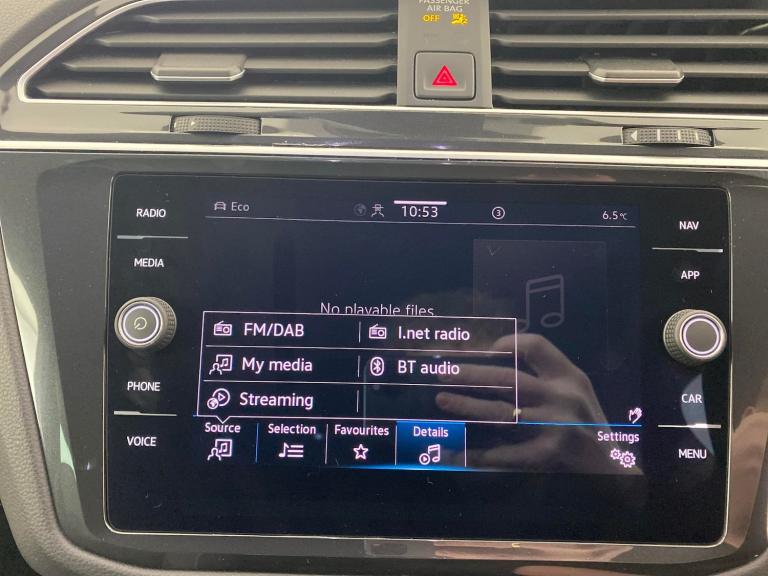 PASSENGER
AIR BAG
OFF
RADIO
MEDIA
PHONE
VOICE
Eco
10:53
3
6.5°C
No playable files.
FM/DAB
I.net radio
My media
BT audio
Streaming
Source
Selection
Favourites
Details
Settings
NAV
APP
CAR
MENU